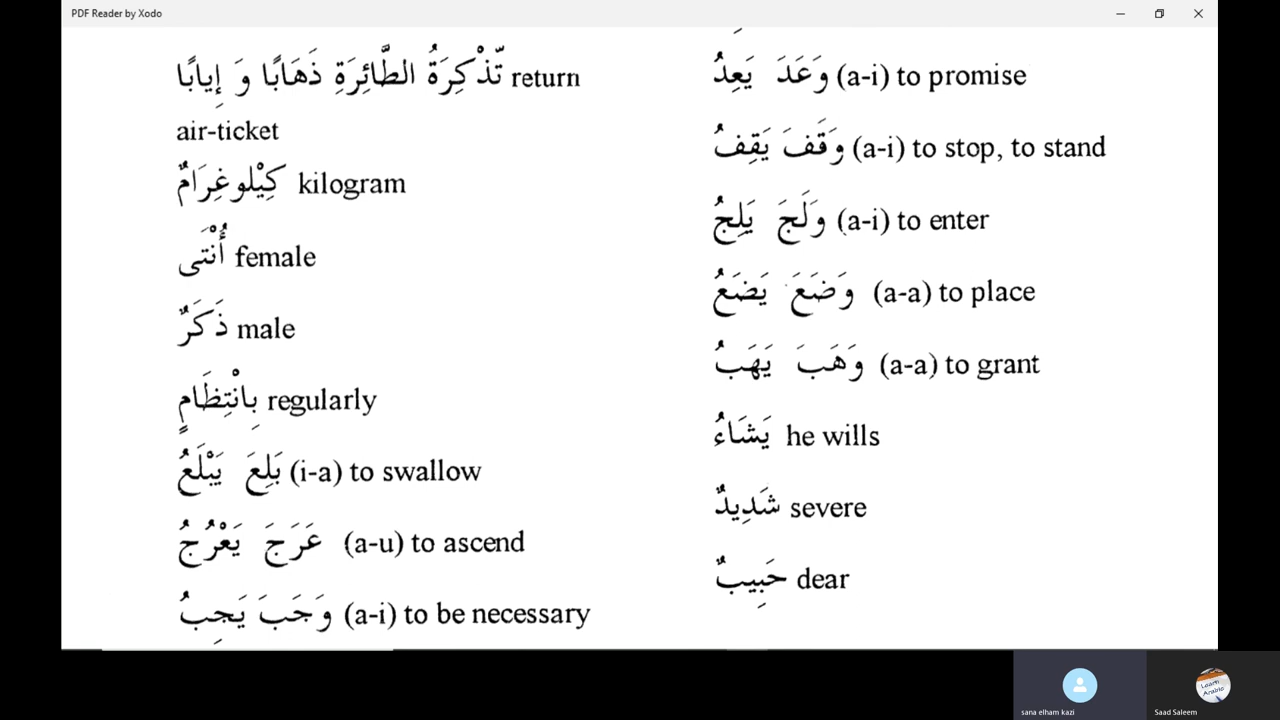 PDF Reader by Xodo
تّذْكِرَةُ الطَّائِرَةِ ذَهَابًا وَ إِيابًا return
air-ticket
كِيْلوغِرَامٌ kilogram
أُنْثَى female
ذَكَرٌ male
بِانْتِظَامٍ regularly
بَلِعَ يَبْلَعُ (i-a) to swallow
عَرَجَ يَعْرُجُ (a-u) to ascend
وَجَبَ يَجِبُ (a-i) to be necessary
وَعَدَ يَعِدُ (a-i) to promise
وَقَفَ يَقِفُ (a-i) to stop, to stand
وَلَجَ يَلِجُ (a-i) to enter
وَضَعَ يَضَعُ (a-a) to place
وَهَبَ يَهَبُ (a-a) to grant
يَشَاءُ he wills
شَدِيدٌ severe
حَبِيبٌ dear
Learn Arabic
sana elham kazi
Saad Saleem